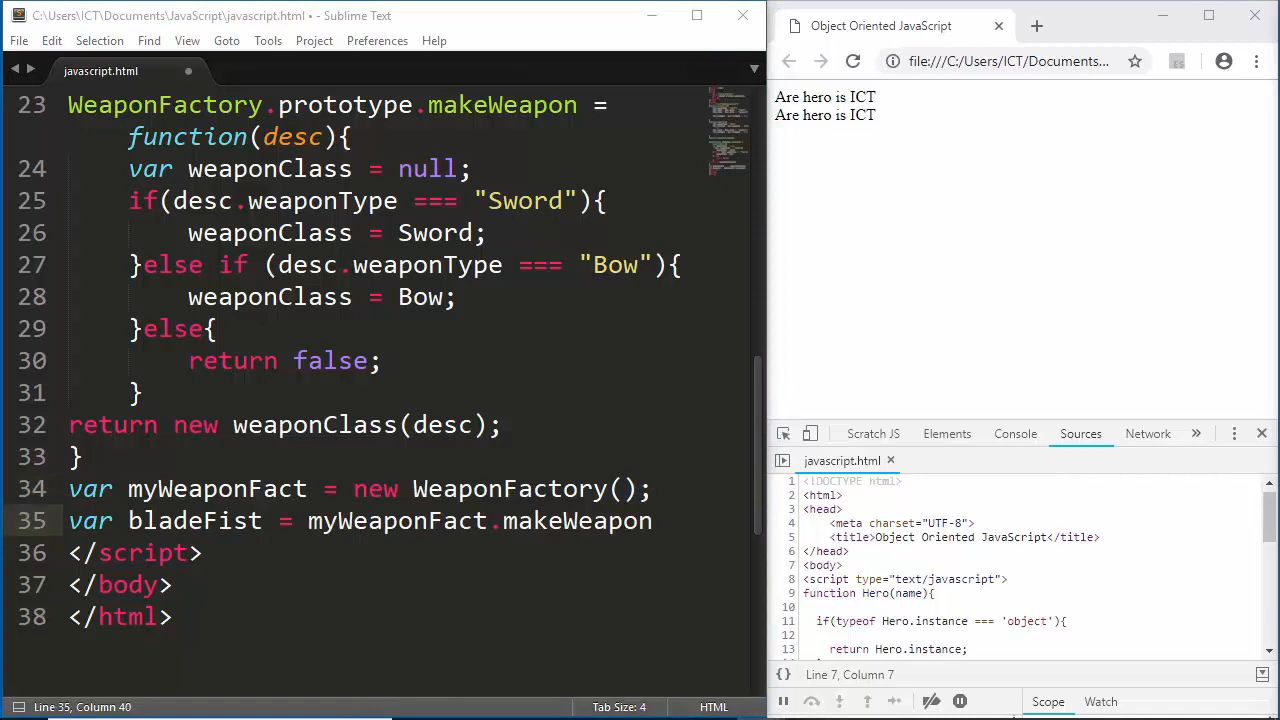 C:\Users\ICT\Documents\JavaScript\javascript.html • - Sublime Text
File Edit Selection Find View Goto Tools Project Preferences Help
javascript.html
23 WeaponFactory.prototype.makeWeapon =
function(desc){
24 var weaponClass = null;
25 if(desc.weaponType === "Sword"){
26 weaponClass = Sword;
27 }else if (desc.weaponType === "Bow"){
28 weaponClass = Bow;
29 }else{
30 return false;
31 }
32 return new weaponClass(desc);
33 }
34 var myWeaponFact = new WeaponFactory();
35 var bladeFist = myWeaponFact.makeWeapon
36 </script>
37 </body>
38 </html>
Line 35, Column 40 Tab Size: 4 HTML
Object Oriented JavaScript
file:///C:/Users/ICT/Documents...
ES
Are hero is ICT
Are hero is ICT
Scratch JS Elements Console Sources Network »
javascript.html
1 <!DOCTYPE html>
2 <html>
3 <head>
4 <meta charset="UTF-8">
5 <title>Object Oriented JavaScript</title>
6 </head>
7 <body>
8 <script type="text/javascript">
9 function Hero(name){
10
11 if(typeof Hero.instance === 'object'){
12
13 return Hero.instance;
{} Line 7, Column 7
Scope Watch